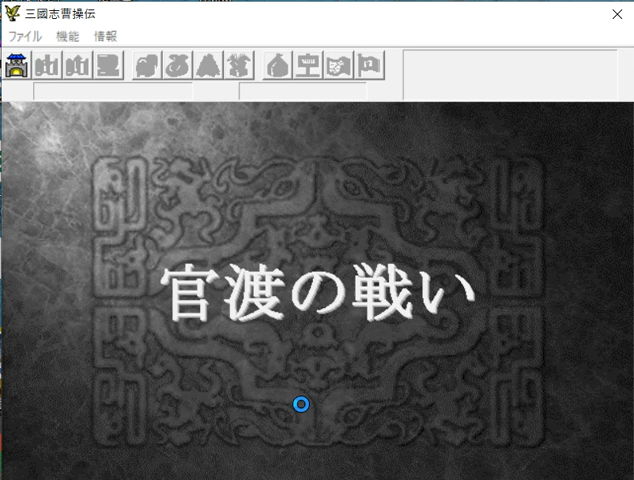 三國志曹操伝
ファイル 機能 情報
官渡の戦い